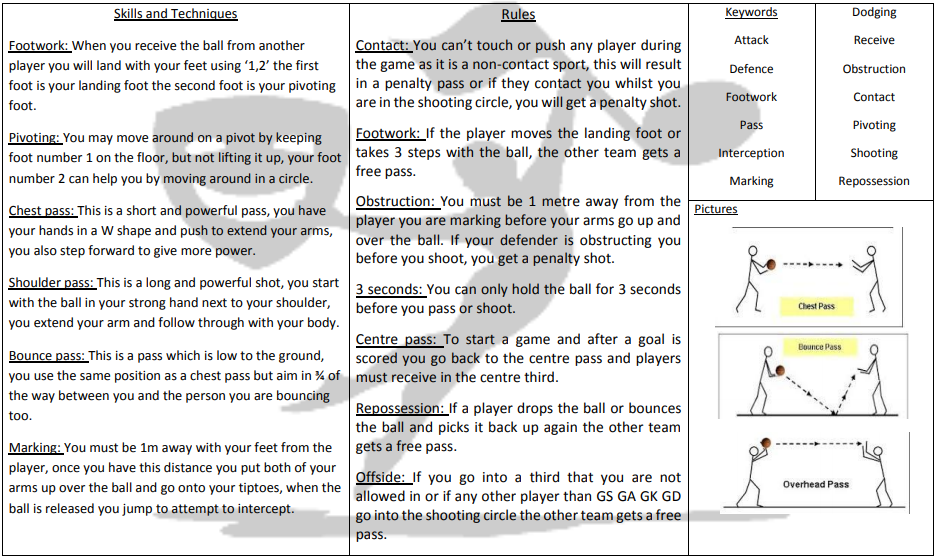 Skills and Techniques
Footwork: When you receive the ball from another
player you will land with your feet using ‘1,2’ the first
foot is your landing foot the second foot is your pivoting
foot.
Pivoting: You may move around on a pivot by keeping
foot number 1 on the floor, but not lifting it up, your foot
number 2 can help you by moving around in a circle.
Chest pass: This is a short and powerful pass, you have
your hands in a W shape and push to extend your arms,
you also step forward to give more power.
Shoulder pass: This is a long and powerful shot, you start
with the ball in your strong hand next to your shoulder,
you extend your arm and follow through with your body.
Bounce pass: This is a pass which is low to the ground,
you use the same position as a chest pass but aim in ¾ of
the way between you and the person you are bouncing
too.
Marking: You must be 1m away with your feet from the
player, once you have this distance you put both of your
arms up over the ball and go onto your tiptoes, when the
ball is released you jump to attempt to intercept.
Rules
Contact: You can’t touch or push any player during
the game as it is a non-contact sport, this will result
in a penalty pass or if they contact you whilst you
are in the shooting circle, you will get a penalty shot.
Footwork: If the player moves the landing foot or
takes 3 steps with the ball, the other team gets a
free pass.
Obstruction: You must be 1 metre away from the
player you are marking before your arms go up and
over the ball. If your defender is obstructing you
before you shoot, you get a penalty shot.
3 seconds: You can only hold the ball for 3 seconds
before you pass or shoot.
Centre pass: To start a game and after a goal is
scored you go back to the centre pass and players
must receive in the centre third.
Repossession: If a player drops the ball or bounces
the ball and picks it back up again the other team
gets a free pass.
Offside: If you go into a third that you are not
allowed in or if any other player than GS GA GK GD
go into the shooting circle the other team gets a free
pass.
Keywords
Attack
Defence
Footwork
Pass
Interception
Marking
Dodging
Receive
Obstruction
Contact
Pivoting
Shooting
Repossession
Pictures
Chest Pass
Bounce Pass
Overhead Pass